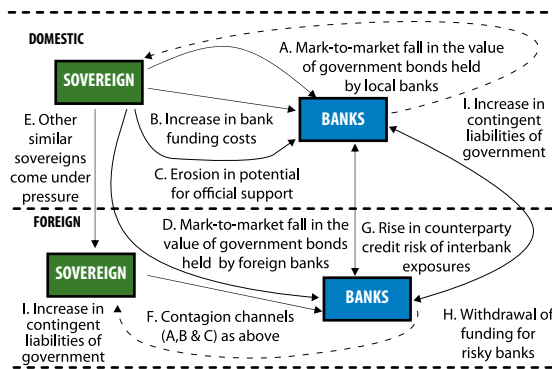 DOMESTIC
SOVEREIGN
A. Mark-to-market fall in the value
of government bonds held
by local banks
BANKS
I. Increase in
contingent
liabilities of
government
E. Other
similar
sovereigns
come under
pressure
B. Increase in bank
funding costs
C. Erosion in potential
for official support
FOREIGN
D. Mark-to-market fall in the
value of government bonds
held by foreign banks
G. Rise in counterparty
credit risk of interbank
exposures
SOVEREIGN
BANKS
I. Increase in
contingent
liabilities of
government
F. Contagion channels
(A,B & C) as above
H. Withdrawal of
funding for
risky banks